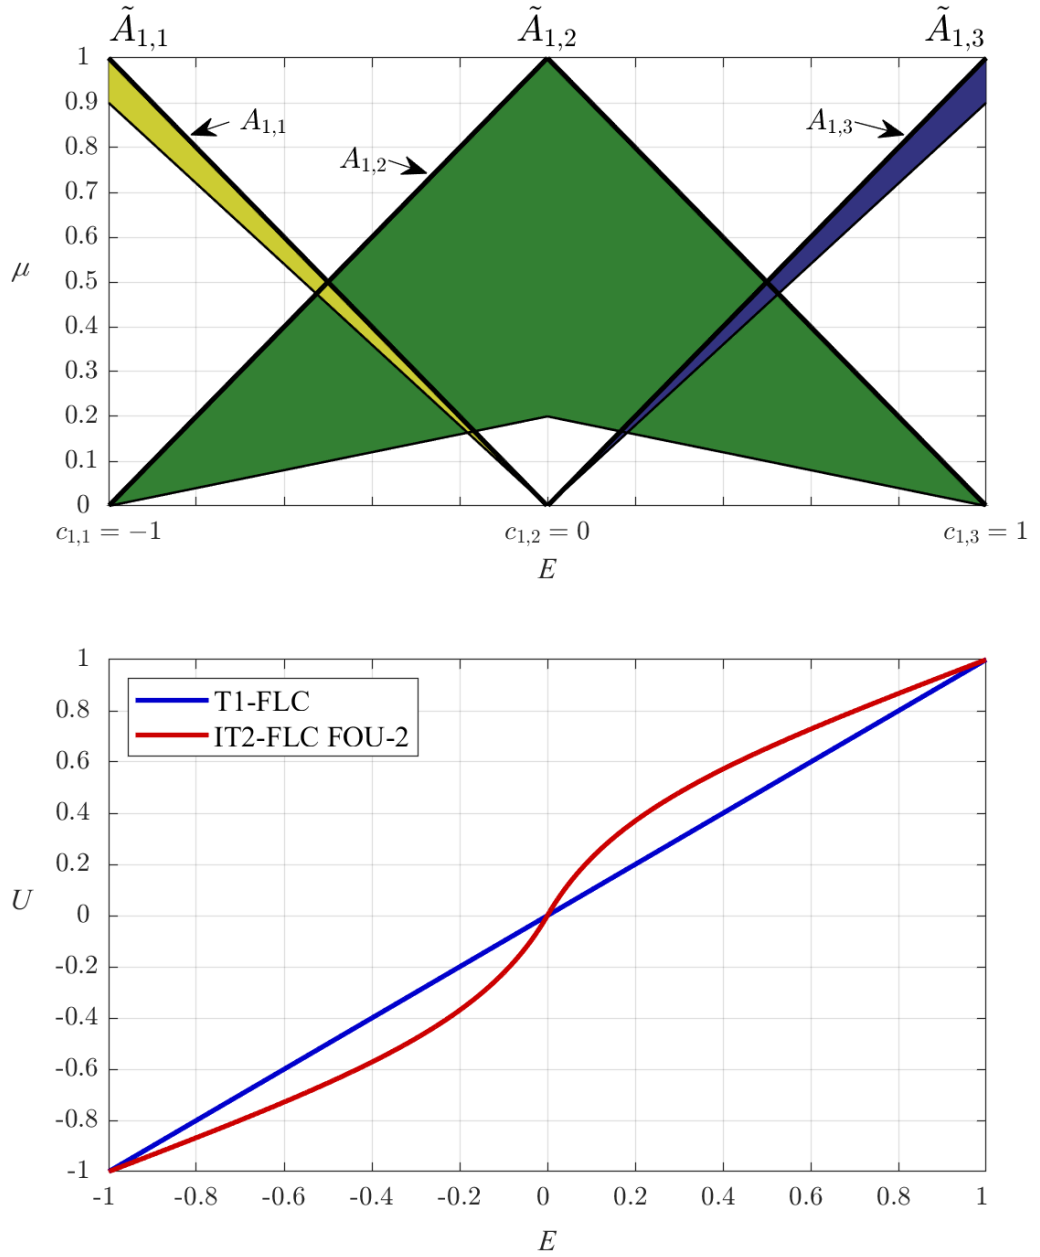 Ã1,1 Ã1,2 Ã1,3
1
0.9
A1,1 A1,3
0.8
A1,2
0.7
0.6
μ
0.5
0.4
0.3
0.2
0.1
0
c1,1 = −1 c1,2 = 0 c1,3 = 1
E
1
T1-FLC
0.8
IT2-FLC FOU-2
0.6
0.4
0.2
U
0
-0.2
-0.4
-0.6
-0.8
-1
-1 -0.8 -0.6 -0.4 -0.2 0 0.2 0.4 0.6 0.8 1
E